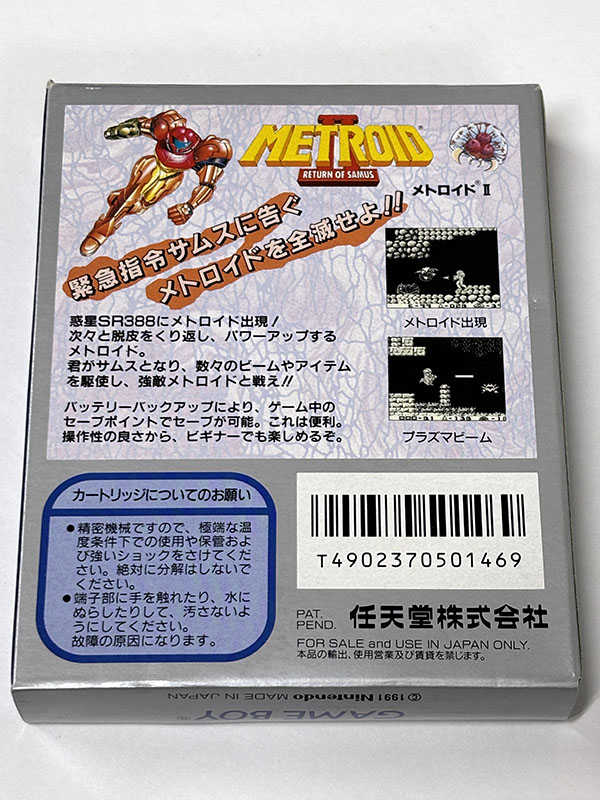 METROID II
RETURN OF SAMUS
メトロイド® II
緊急指令サムスに告ぐ
メトロイドを全滅せよ!!
惑星SR388にメトロイド出現!
次々と脱皮をくり返し、パワーアップする
メトロイド。
君がサムスとなり、数々のビームやアイテム
を駆使し、強敵メトロイドと戦え!!
バッテリーバックアップにより、ゲーム中の
セーブポイントでセーブが可能。これは便利。
操作性の良さから、ビギナーでも楽しめるぞ。
メトロイド出現
プラズマビーム
カートリッジについてのお願い
●精密機械ですので、極端な温
度条件下での使用や保管およ
び強いショックをさけてくださ
い。絶対に分解はしないで
ください。
●端子部に手を触れたり、水に
ぬらしたりして、汚さないよ
うにしてください。
故障の原因になります。
T4902370501469
PAT.
PEND.
任天堂株式会社
FOR SALE and USE IN JAPAN ONLY.
本品の輸出、使用営業及び賃貸を禁じます。
© 1991 Nintendo MADE IN JAPAN
GAME BOY®